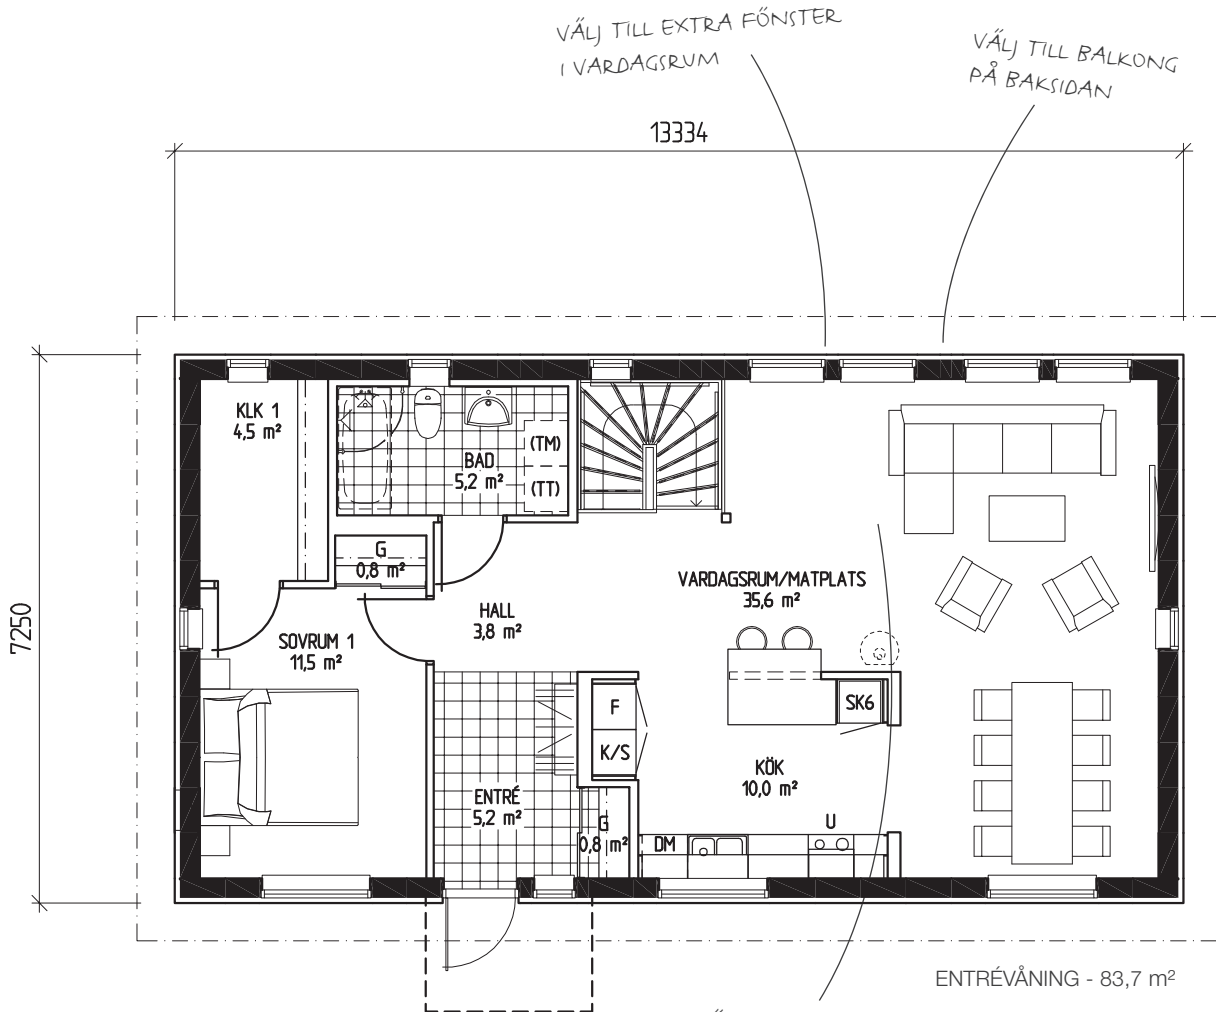 VÄLJ TILL EXTRA FÖNSTER
I VARDAGSRUM
VÄLJ TILL BALKONG
PÅ BAKSIDAN
13334
7250
KLK 1
4,5 m²
BAD
5,2 m²
(TM)
(TT)
G
0,8 m²
HALL
3,8 m²
SOVRUM 1
11,5 m²
VARDAGSRUM/MATPLATS
35,6 m²
F
K/S
SK6
KÖK
10,0 m²
ENTRÉ
5,2 m²
G
0,8 m²
DM
U
ENTRÉVÅNING - 83,7 m²